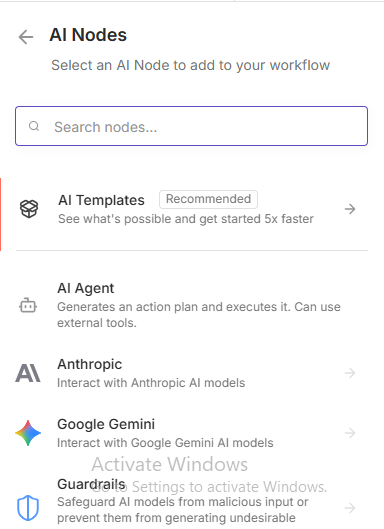 AI Nodes
Select an AI Node to add to your workflow
Search nodes...
AI Templates Recommended
See what's possible and get started 5x faster
AI Agent
Generates an action plan and executes it. Can use
external tools.
Anthropic
Interact with Anthropic AI models
Google Gemini
Interact with Google Gemini AI models
Activate Windows
Guardrails
Go to Settings to activate Windows.
Safeguard AI models from malicious input or
prevent them from generating undesirable